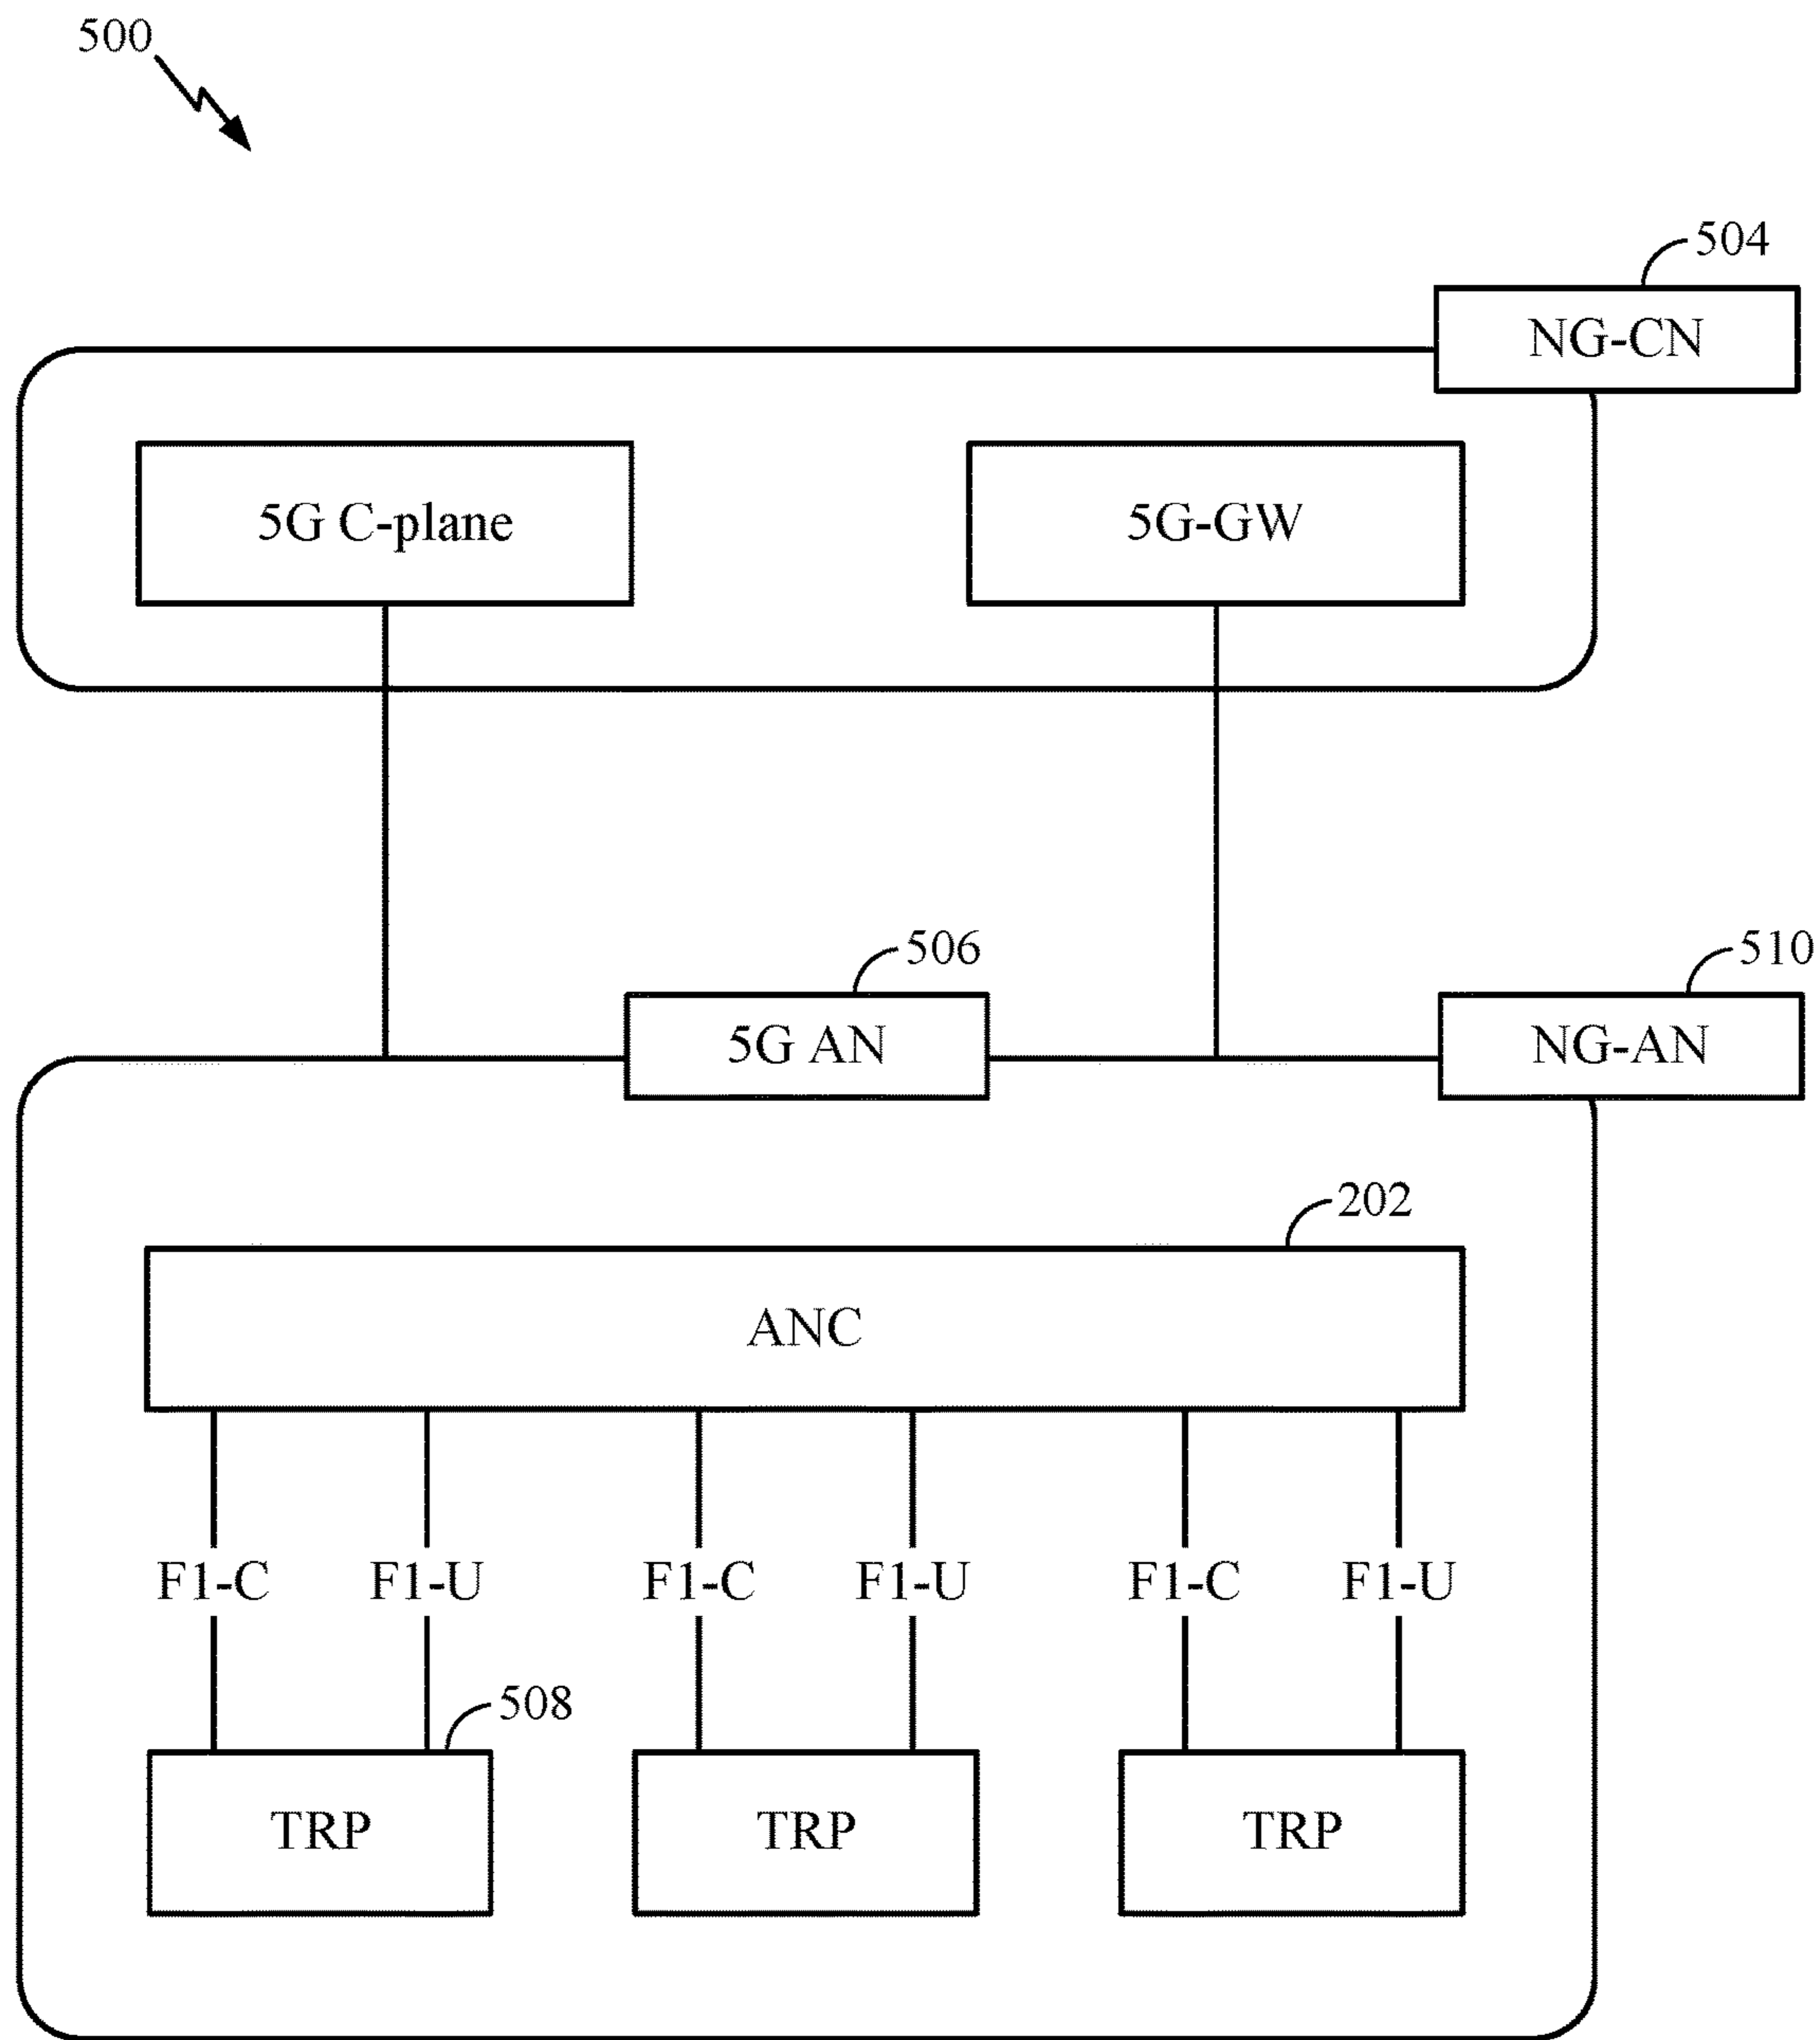 500
504
NG-CN
5G C-plane
5G-GW
506
510
5G AN
NG-AN
202
ANC
F1-C
F1-U
F1-C
F1-U
F1-C
F1-U
508
TRP
TRP
TRP